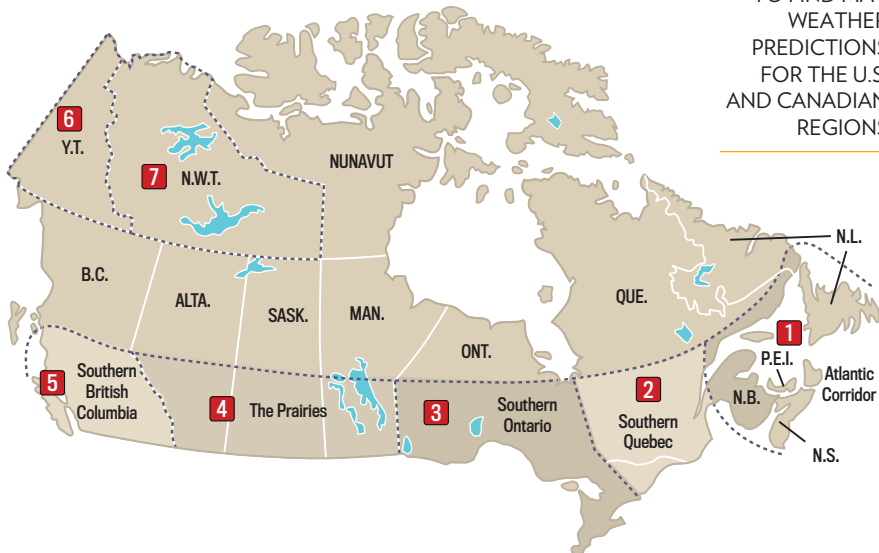 WEATHER
PREDICTIONS
FOR THE U.S
AND CANADIAN
REGIONS
6
Y.T.
7
N.W.T.
NUNAVUT
N.L.
B.C.
ALTA.
SASK.
MAN.
ONT.
QUE.
1
P.E.I.
Atlantic
Corridor
N.B.
N.S.
5
Southern
British
Columbia
4
The Prairies
3
Southern
Ontario
2
Southern
Quebec